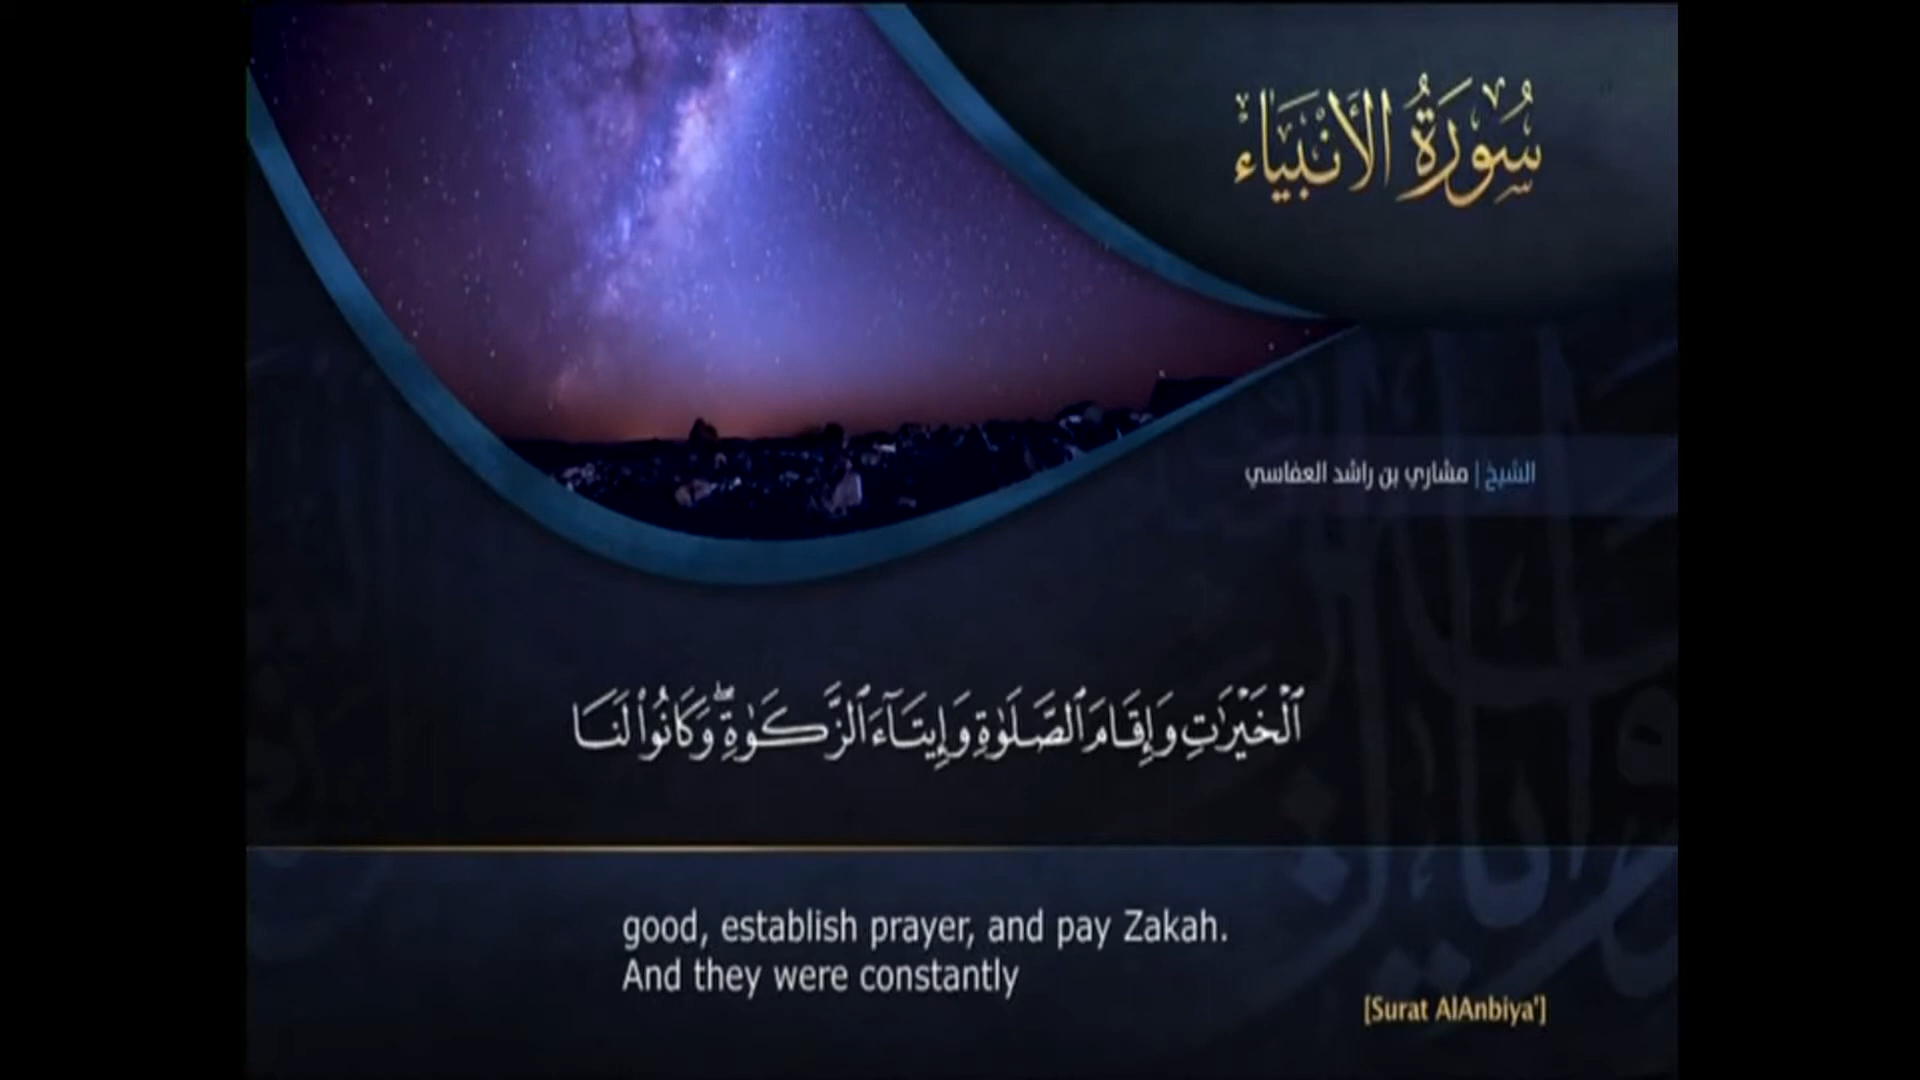 سُورَةُ الأَنْبِيَاءْ
الشيخ | مشاري بن راشد العفاسي
ٱلْخَيْرَٰتِ وَإِقَامَ ٱلصَّلَوٰةِ وَإِيتَآءَ ٱلزَّكَوٰةِۖ وَكَانُوا۟ لَنَا
good, establish prayer, and pay Zakah.
And they were constantly
[Surat AlAnbiya']